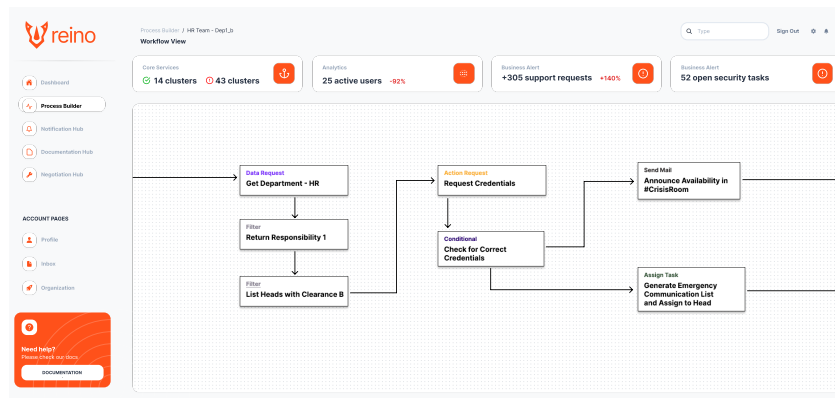 reino
Process Builder / HR Team - Dep1_b
Workflow View
Type
Sign Out
Core Services
14 clusters 43 clusters
Analytics
25 active users -92%
Business Alert
+305 support requests +140%
Business Alert
52 open security tasks
Dashboard
Process Builder
Notification Hub
Documentation Hub
Negotiation Hub
ACCOUNT PAGES
Profile
Inbox
Organization
Need help?
Please check our docs
DOCUMENTATION
Data Request
Get Department - HR
Filter
Return Responsibility 1
Filter
List Heads with Clearance B
Action Request
Request Credentials
Conditional
Check for Correct
Credentials
Send Mail
Announce Availability in
#CrisisRoom
Assign Task
Generate Emergency
Communication List
and Assign to Head